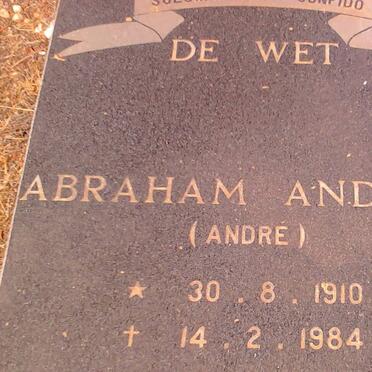 DE WET
ABRAHAM AND
(ANDRÉ)
★ 30 . 8 . 1910
† 14 . 2 . 1984